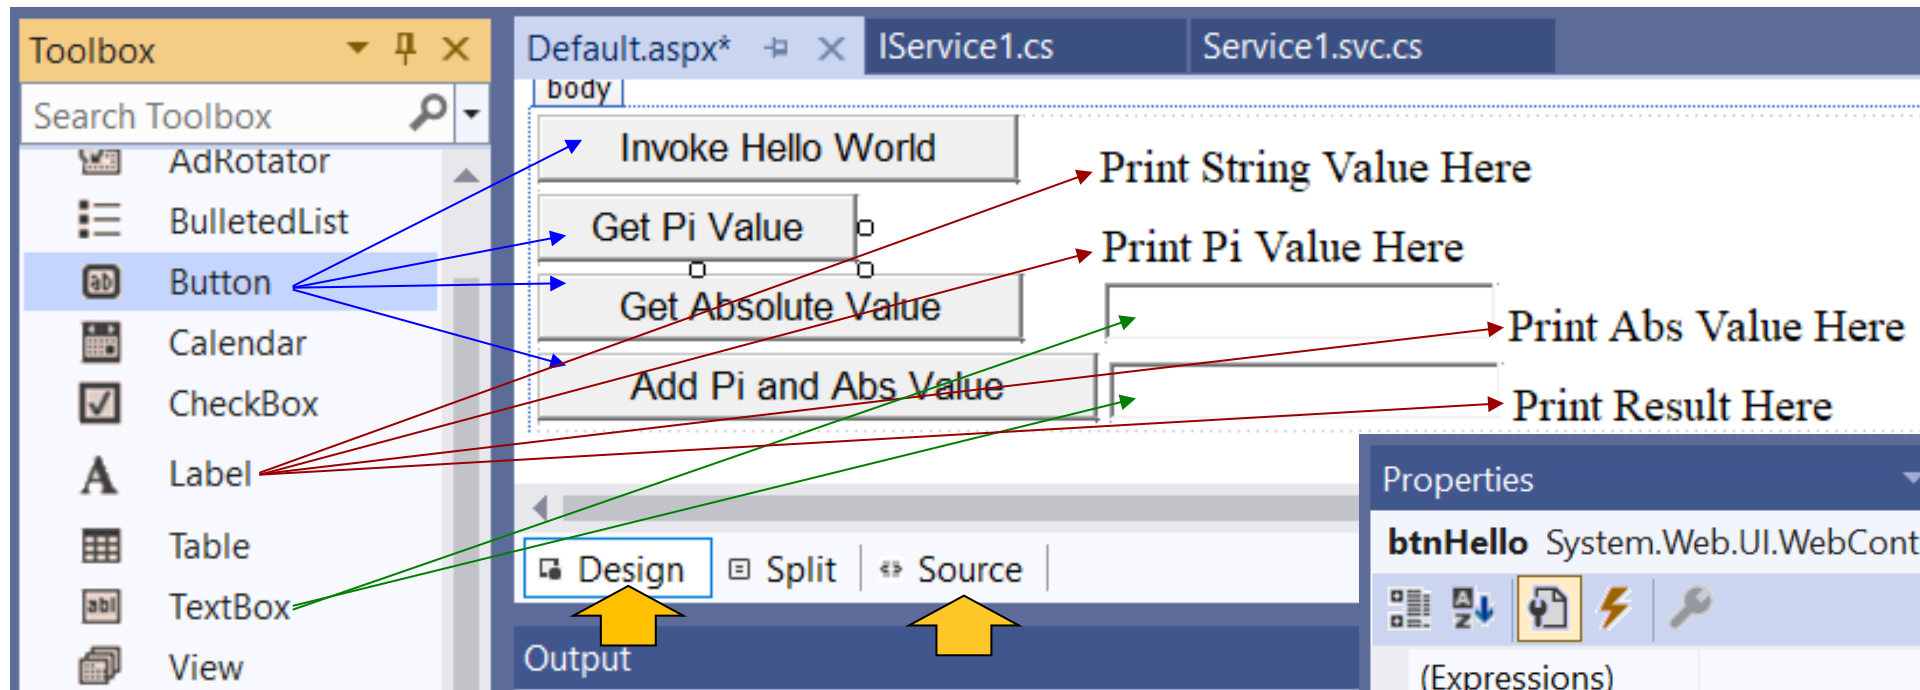 Toolbox
Search Toolbox
AdRotator
BulletedList
Button
Calendar
CheckBox
Label
Table
TextBox
View
Default.aspx*
IService1.cs
Service1.svc.cs
body
Invoke Hello World
Print String Value Here
Get Pi Value
Print Pi Value Here
Get Absolute Value
Print Abs Value Here
Add Pi and Abs Value
Print Result Here
Design
Split
Source
Output
Properties
btnHello System.Web.UI.WebCont
(Expressions)